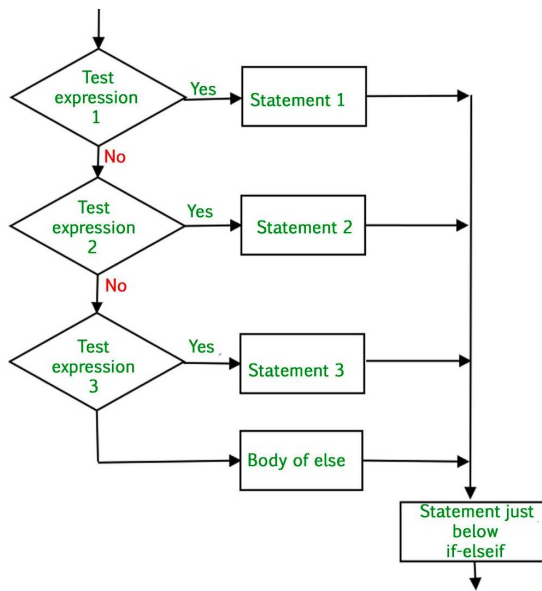 Test
expression
1
Yes
Statement 1
No
Test
expression
2
Yes
Statement 2
No
Test
expression
3
Yes
Statement 3
Body of else
Statement just
below
if-elseif